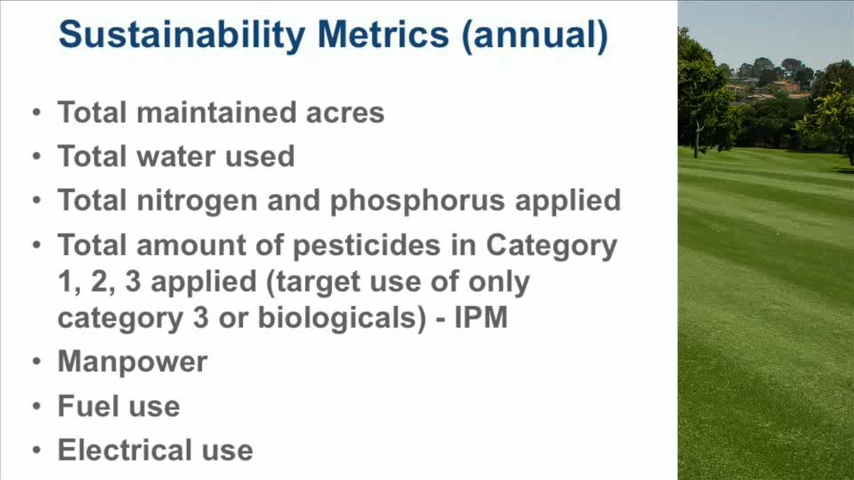 Sustainability Metrics (annual)
• Total maintained acres
• Total water used
• Total nitrogen and phosphorus applied
• Total amount of pesticides in Category
1, 2, 3 applied (target use of only
category 3 or biologicals) - IPM
• Manpower
• Fuel use
• Electrical use